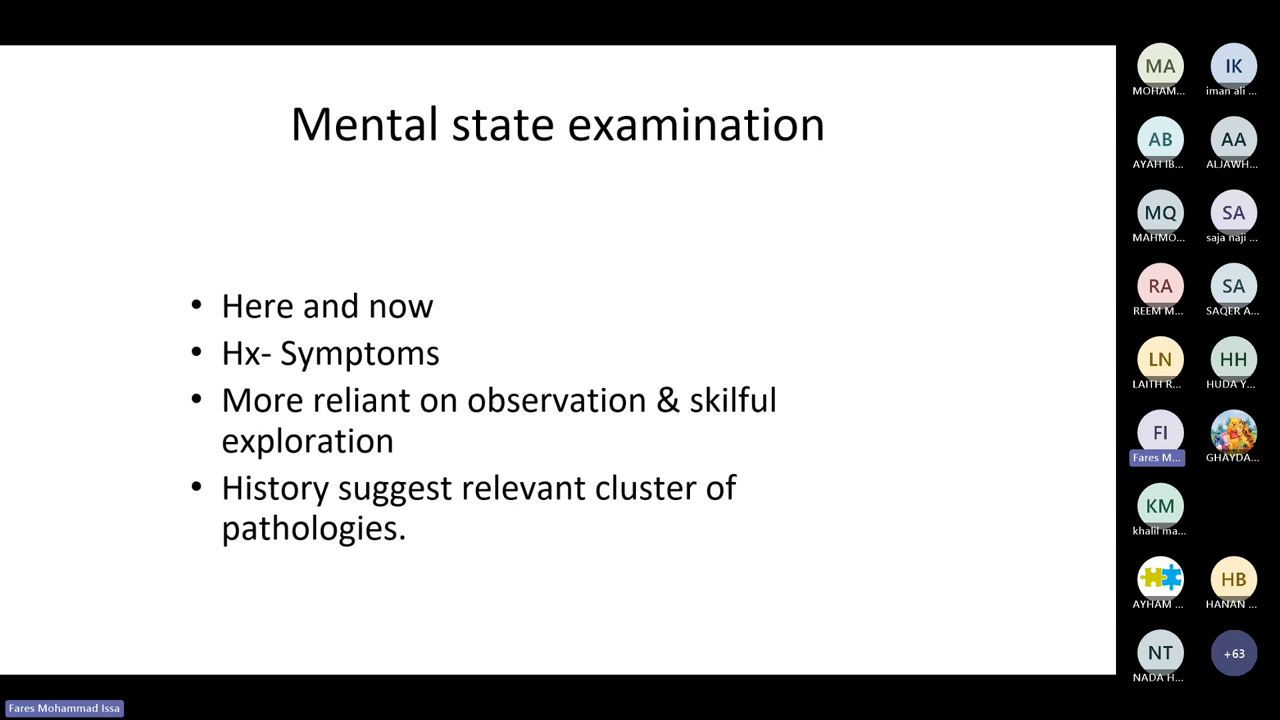 Mental state examination
• Here and now
• Hx- Symptoms
• More reliant on observation & skilful
exploration
• History suggest relevant cluster of
pathologies.
MA
MOHAM...
IK
iman ali ...
AB
AYAH IB...
AA
ALJAWH...
MQ
MAHMO...
SA
saja naji ...
RA
REEM M...
SA
SAQER A...
LN
LAITH R...
HH
HUDA Y...
FI
Fares M...
GHAYDA...
KM
khalil ma...
AYHAM ...
HB
HANAN ...
NT
NADA H...
+63
Fares Mohammad Issa